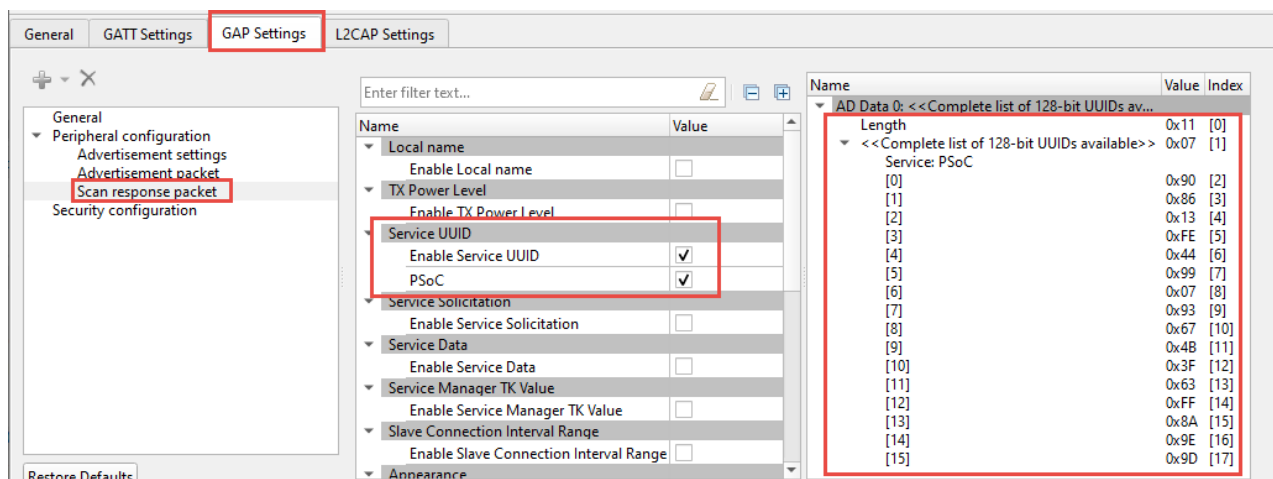 General GATT Settings GAP Settings L2CAP Settings
General
Peripheral configuration
Advertisement settings
Advertisement packet
Scan response packet
Security configuration
Restore Defaults
Enter filter text...
Name Value
Local name
Enable Local name
TX Power Level
Enable TX Power Level
Service UUID
Enable Service UUID
PSoC
Service Solicitation
Enable Service Solicitation
Service Data
Enable Service Data
Service Manager TK Value
Enable Service Manager TK Value
Slave Connection Interval Range
Enable Slave Connection Interval Range
Appearance
Name Value Index
AD Data 0: <<Complete list of 128-bit UUIDs av...
Length 0x11 [0]
<<Complete list of 128-bit UUIDs available>> 0x07 [1]
Service: PSoC
[0] 0x90 [2]
[1] 0x86 [3]
[2] 0x13 [4]
[3] 0xFE [5]
[4] 0x44 [6]
[5] 0x99 [7]
[6] 0x07 [8]
[7] 0x93 [9]
[8] 0x67 [10]
[9] 0x4B [11]
[10] 0x3F [12]
[11] 0x63 [13]
[12] 0xFF [14]
[13] 0x8A [15]
[14] 0x9E [16]
[15] 0x9D [17]